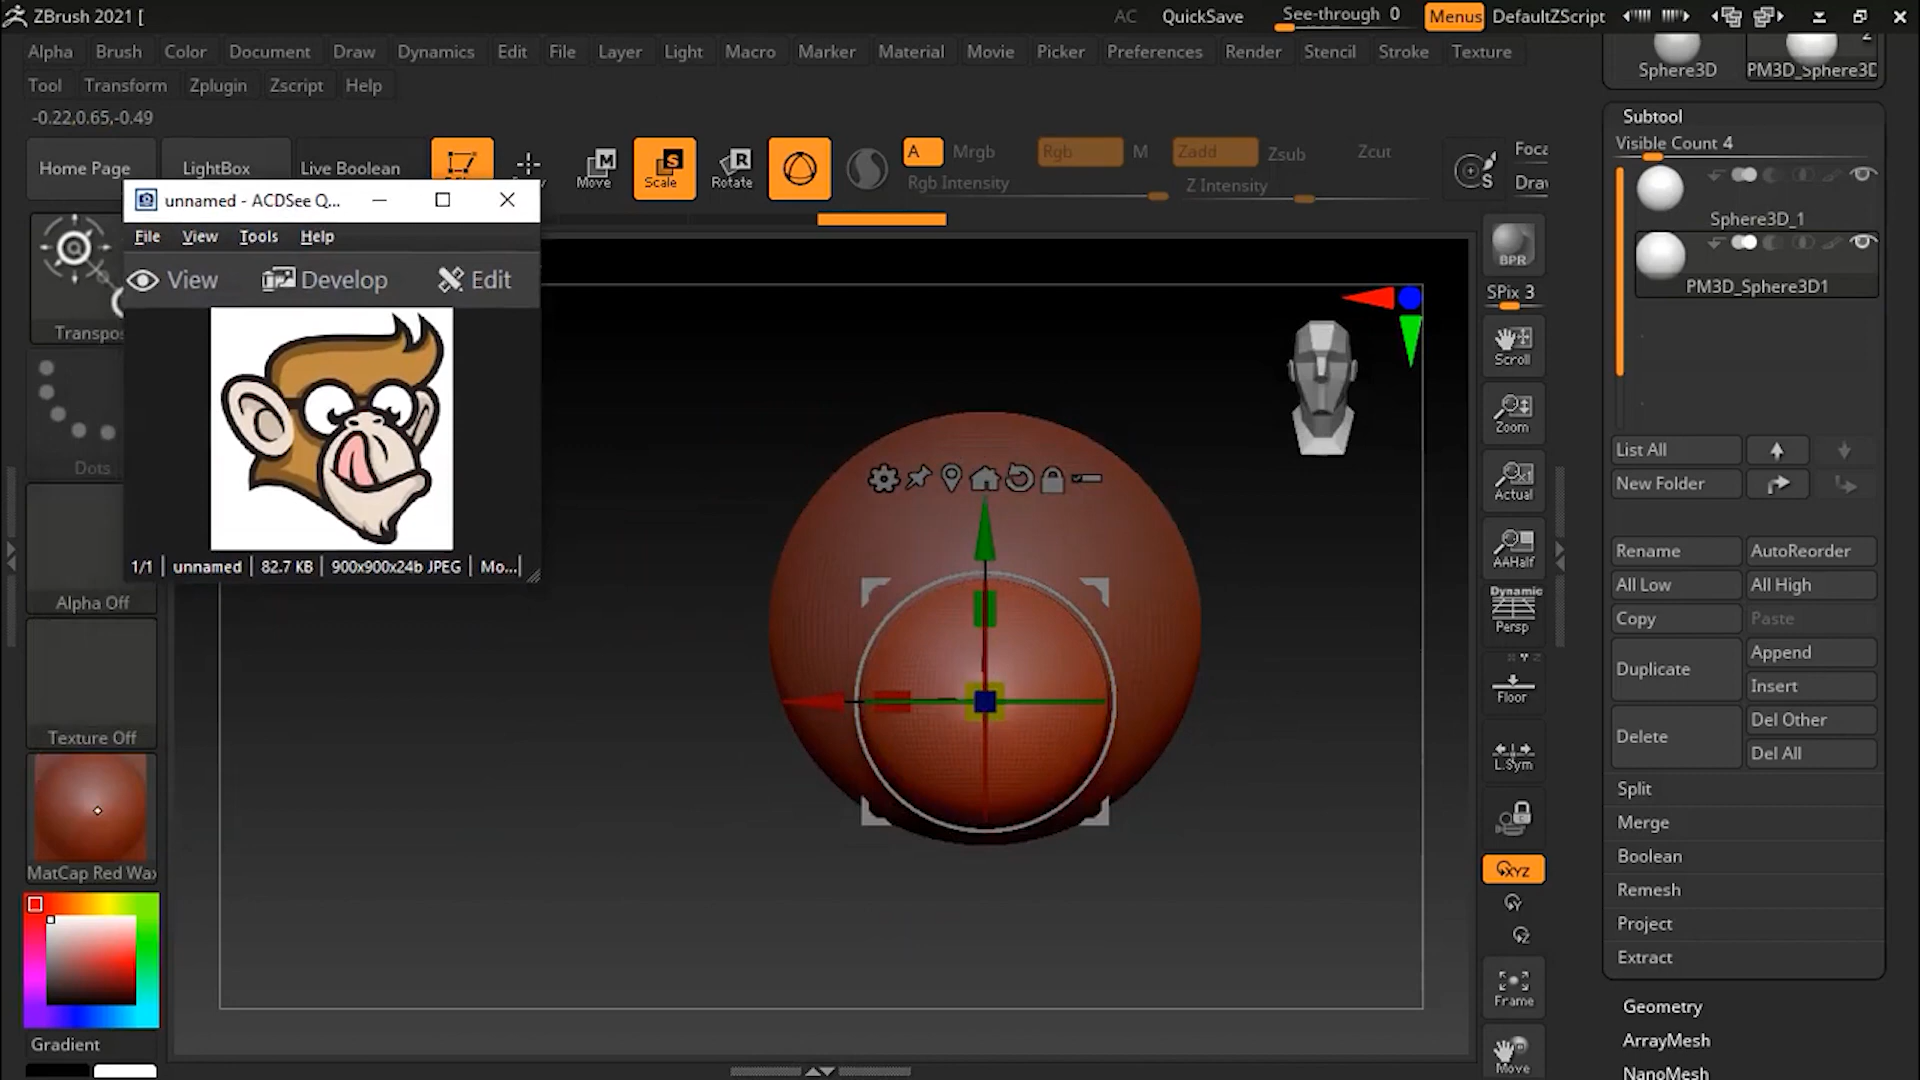 ZBrush 2021 [
AC QuickSave See-through 0 Menus DefaultZScript
Alpha Brush Color Document Draw Dynamics Edit File Layer Light Macro Marker Material Movie Picker Preferences Render Stencil Stroke Texture
Tool Transform Zplugin Zscript Help
-0.22,0.65,-0.49
Home Page LightBox Live Boolean
M Move S Scale R Rotate
A Mrgb Rgb M Zadd Zsub Zcut
Rgb Intensity Z Intensity
S Foca
Drav
unnamed - ACDSee Q...
File View Tools Help
View Develop Edit
1/1 unnamed 82.7 KB 900x900x24b JPEG Mo...
Transpos
Dots
Alpha Off
Texture Off
MatCap Red Wax
Gradient
BPR
SPix 3
Scroll
Zoom
Actual
AAHalf
Dynamic
Persp
Floor
L.Sym
XYZ
Y
Z
Frame
Move
Sphere3D PM3D_Sphere3D
Subtool
Visible Count 4
Sphere3D_1
PM3D_Sphere3D1
List All
New Folder
Rename AutoReorder
All Low All High
Copy Paste
Duplicate Append
Insert
Delete Del Other
Del All
Split
Merge
Boolean
Remesh
Project
Extract
Geometry
ArrayMesh
NanoMesh